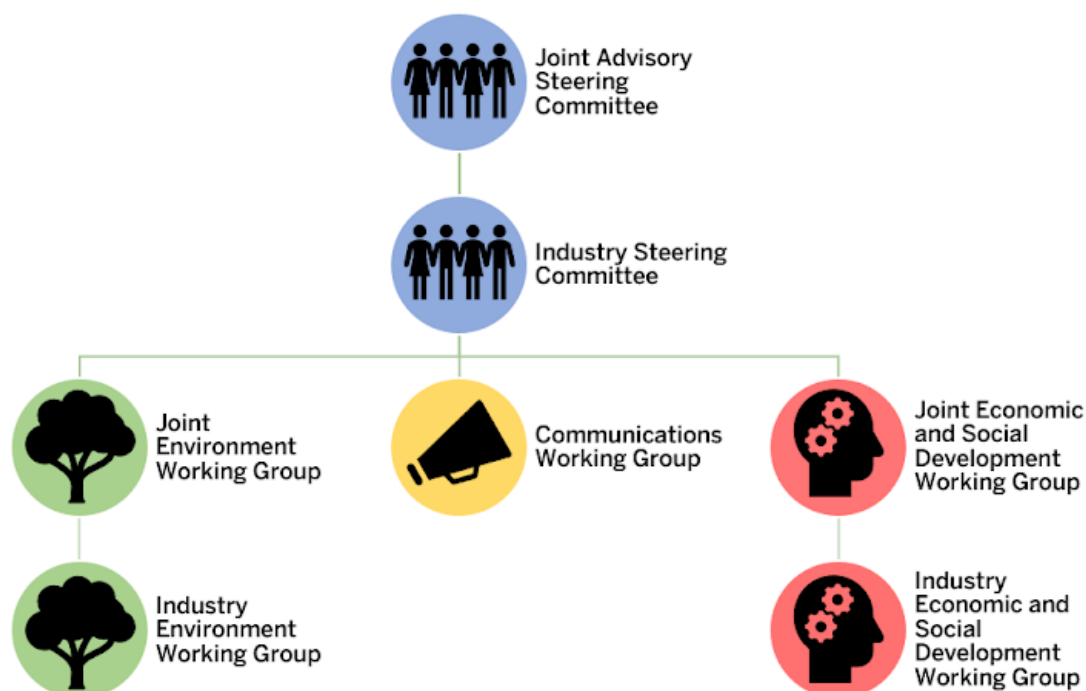 Joint Advisory
Steering
Committee
Industry Steering
Committee
Joint
Environment
Working Group
Communications
Working Group
Joint Economic
and Social
Development
Working Group
Industry
Environment
Working Group
Industry
Economic and
Social
Development
Working Group